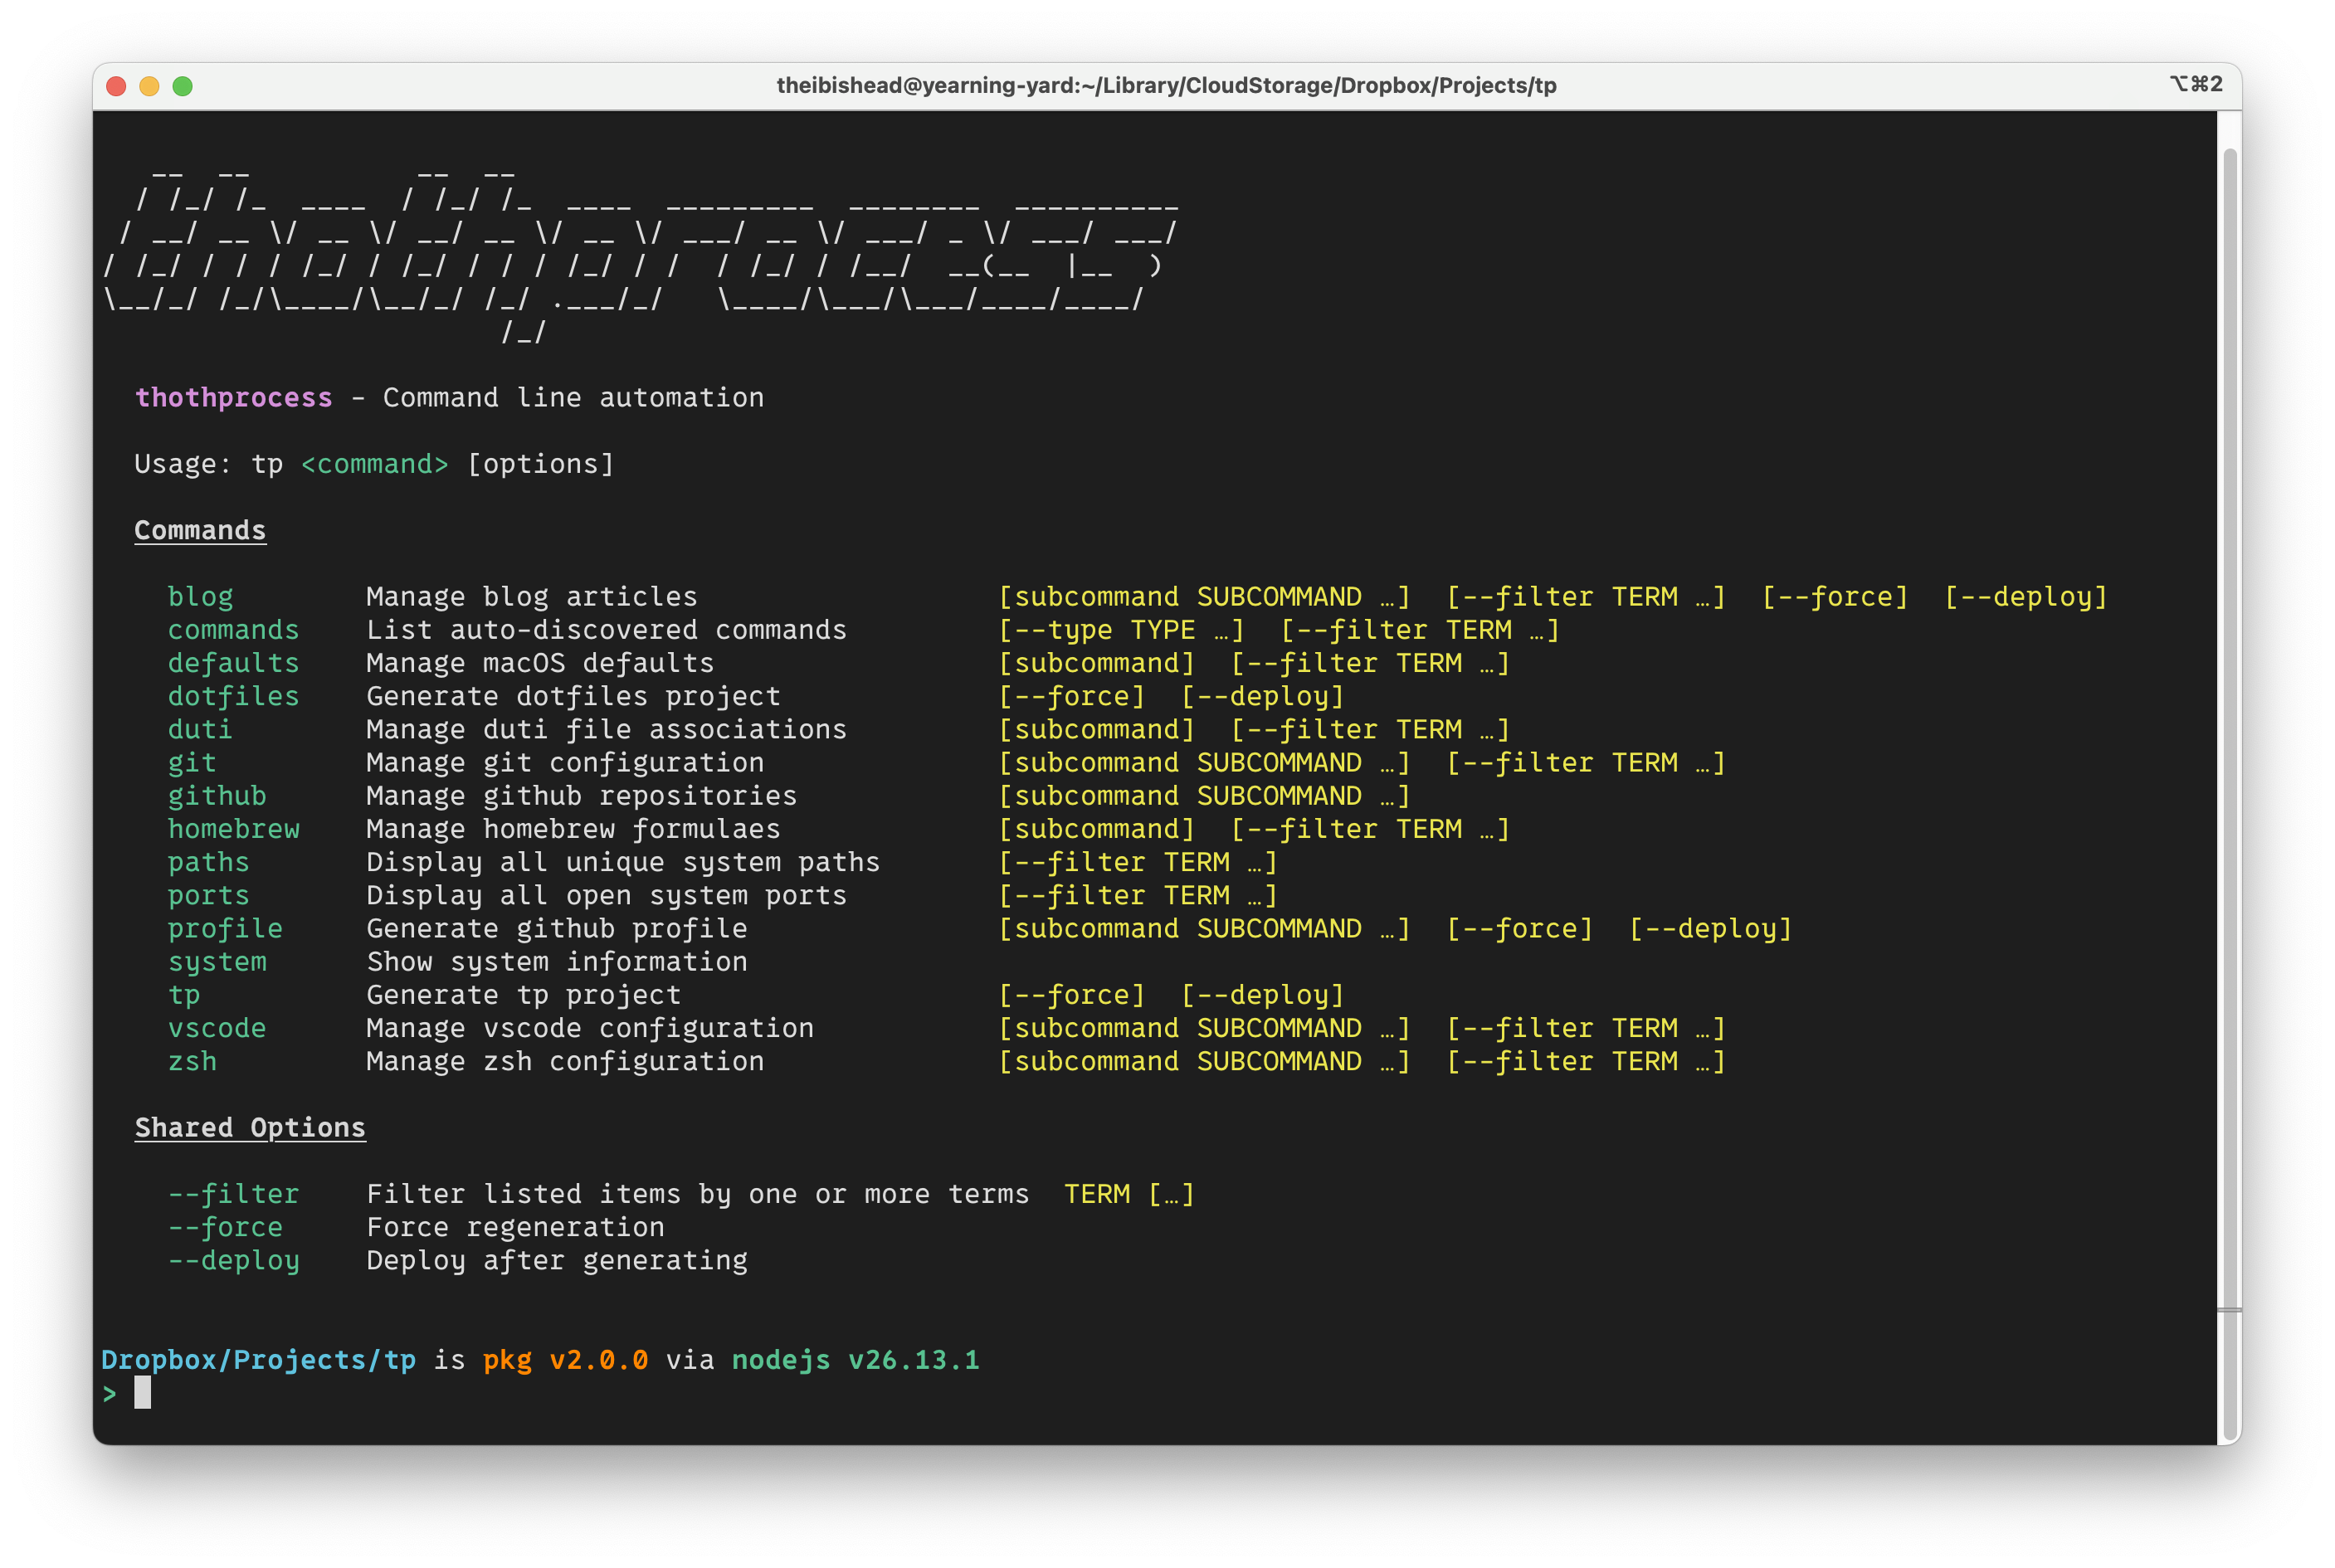 theibishead@yearning-yard:~/Library/CloudStorage/Dropbox/Projects/tp ⌥⌘2
thothprocess
thothprocess - Command line automation
Usage: tp <command> [options]
Commands
blog Manage blog articles [subcommand SUBCOMMAND …] [--filter TERM …] [--force] [--deploy]
commands List auto-discovered commands [--type TYPE …] [--filter TERM …]
defaults Manage macOS defaults [subcommand] [--filter TERM …]
dotfiles Generate dotfiles project [--force] [--deploy]
duti Manage duti file associations [subcommand] [--filter TERM …]
git Manage git configuration [subcommand SUBCOMMAND …] [--filter TERM …]
github Manage github repositories [subcommand SUBCOMMAND …]
homebrew Manage homebrew formulaes [subcommand] [--filter TERM …]
paths Display all unique system paths [--filter TERM …]
ports Display all open system ports [--filter TERM …]
profile Generate github profile [subcommand SUBCOMMAND …] [--force] [--deploy]
system Show system information
tp Generate tp project [--force] [--deploy]
vscode Manage vscode configuration [subcommand SUBCOMMAND …] [--filter TERM …]
zsh Manage zsh configuration [subcommand SUBCOMMAND …] [--filter TERM …]
Shared Options
--filter Filter listed items by one or more terms TERM […]
--force Force regeneration
--deploy Deploy after generating
Dropbox/Projects/tp is pkg v2.0.0 via nodejs v26.13.1
>